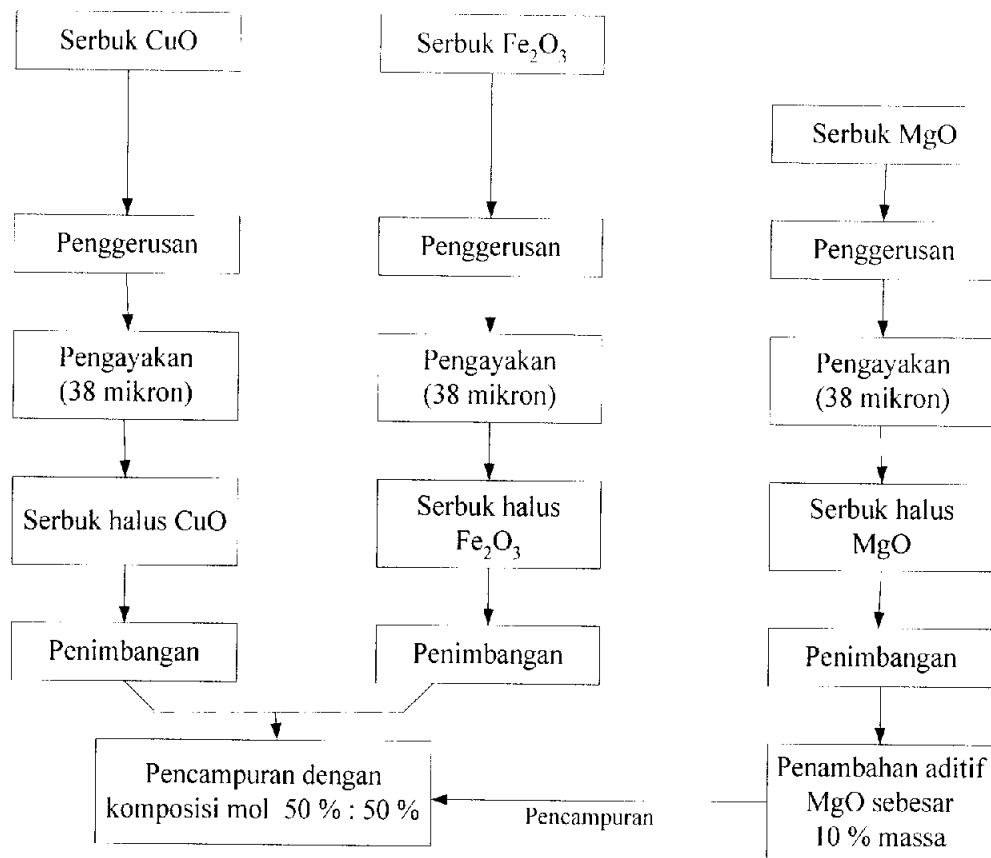 Serbuk CuO
Serbuk Fe₂O₃
Serbuk MgO
Penggerusan
Penggerusan
Penggerusan
Pengayakan
(38 mikron)
Pengayakan
(38 mikron)
Pengayakan
(38 mikron)
Serbuk halus CuO
Serbuk halus
Fe₂O₃
Serbuk halus
MgO
Penimbangan
Penimbangan
Penimbangan
Pencampuran dengan
komposisi mol 50 % : 50 %
Pencampuran
Penambahan aditif
MgO sebesar
10 % massa